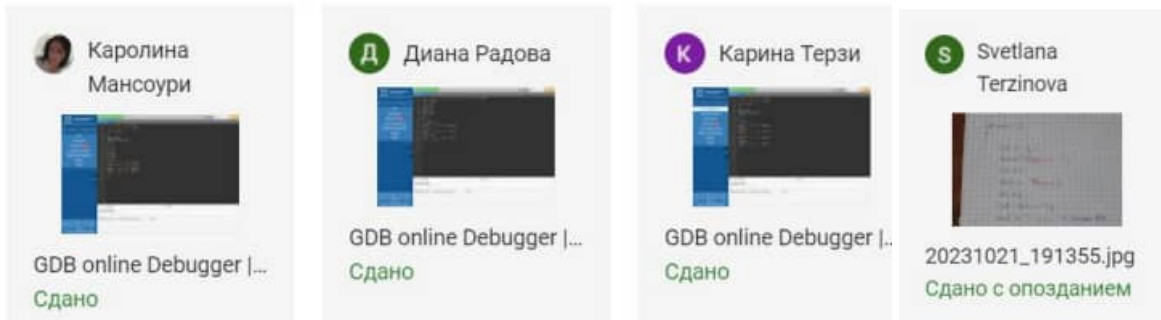 Каролина
Мансоури
GDB online Debugger |...
Сдано
Д Диана Радова
GDB online Debugger |...
Сдано
К Карина Терзи
GDB online Debugger |..
Сдано
S Svetlana
Terzinova
20231021_191355.jpg
Сдано с опозданием